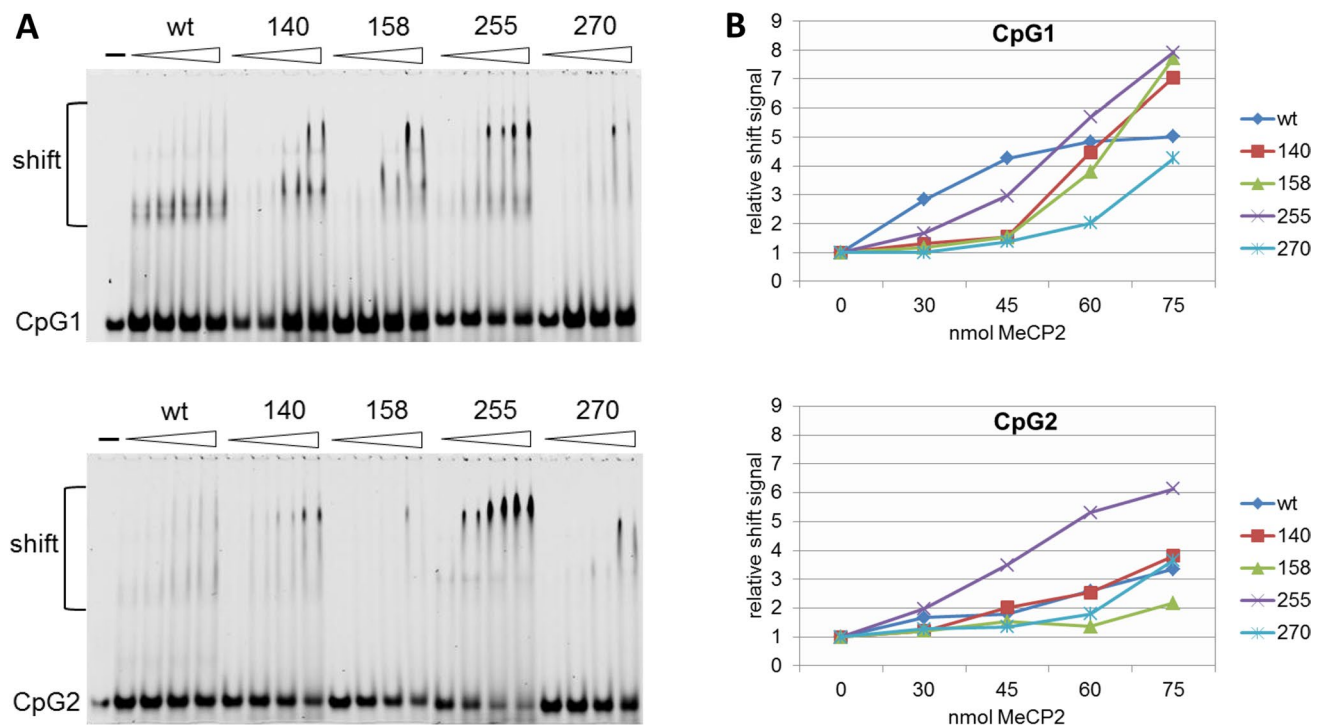 A
wt 140 158 255 270
–
shift
CpG1
wt 140 158 255 270
–
shift
CpG2
B
CpG1
9
8
7
6
5
4
3
2
1
0
relative shift signal
0 30 45 60 75
nmol MeCP2
wt
140
158
255
270
CpG2
9
8
7
6
5
4
3
2
1
0
relative shift signal
0 30 45 60 75
nmol MeCP2
wt
140
158
255
270